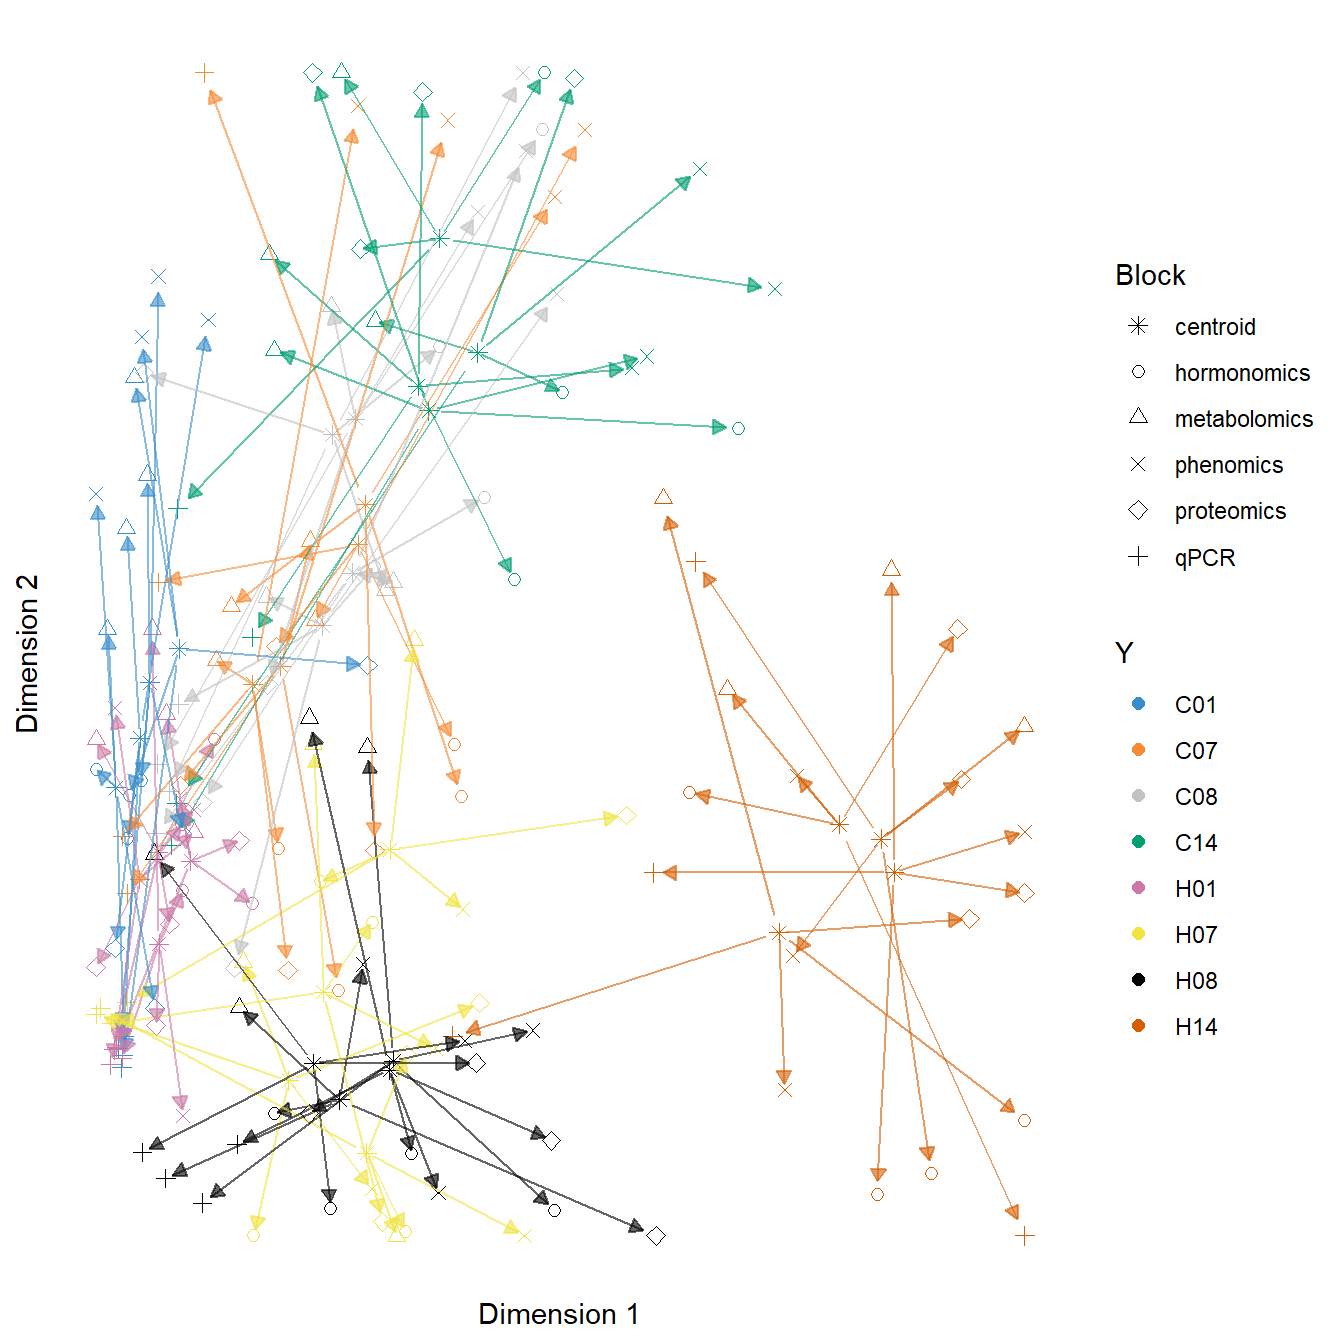 Block
centroid
hormonomics
metabolomics
phenomics
proteomics
qPCR
Y
C01
C07
C08
C14
H01
H07
H08
H14
Dimension 2
Dimension 1